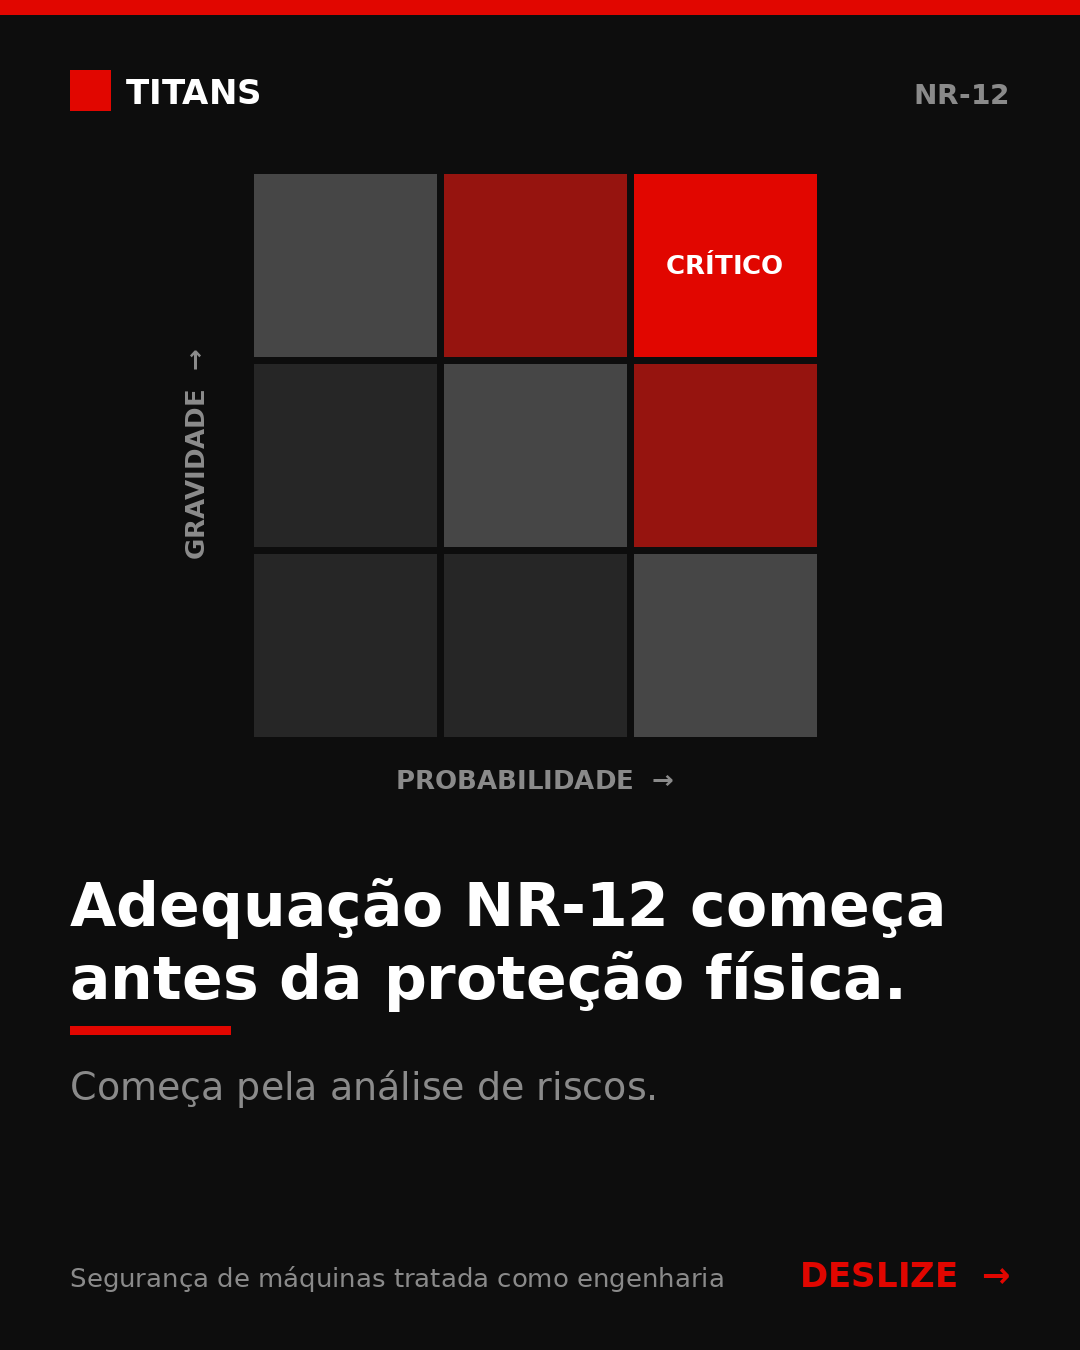 TITANS
NR-12
CRÍTICO
GRAVIDADE →
PROBABILIDADE →
Adequação NR-12 começa
antes da proteção física.
Começa pela análise de riscos.
Segurança de máquinas tratada como engenharia
DESLIZE →